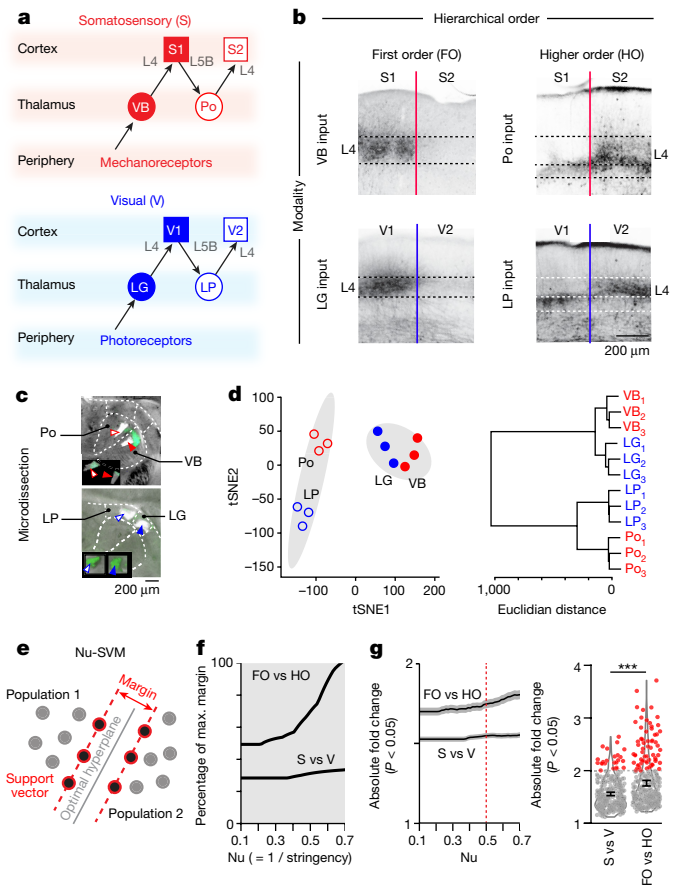 a
Somatosensory (S)
Cortex
S1
S2
L4
L5B
L4
Thalamus
VB
Po
Periphery
Mechanoreceptors
Visual (V)
Cortex
V1
V2
L4
L5B
L4
Thalamus
LG
LP
Periphery
Photoreceptors
b
Hierarchical order
First order (FO)
Higher order (HO)
Modality
S1
S2
VB input
L4
S1
S2
Po input
L4
V1
V2
LG input
L4
V1
V2
LP input
L4
200 μm
c
Microdissection
Po
VB
LP
LG
200 μm
d
tSNE2
100
50
0
−50
−100
−150
Po
LP
LG
VB
−100
0
100
200
tSNE1
VB1
VB2
VB3
LG1
LG2
LG3
LP1
LP2
LP3
Po1
Po2
Po3
1,000
0
Euclidian distance
e
Nu-SVM
Population 1
Margin
Optimal hyperplane
Support
vector
Population 2
f
Percentage of max. margin
100
0
FO vs HO
S vs V
0.1
0.3
0.5
0.7
Nu (= 1 / stringency)
g
Absolute fold change
(P < 0.05)
2
1
FO vs HO
S vs V
0.1
0.3
0.5
0.7
Nu
Absolute fold change
(P < 0.05)
4
3
2
1
***
S vs V
FO vs HO